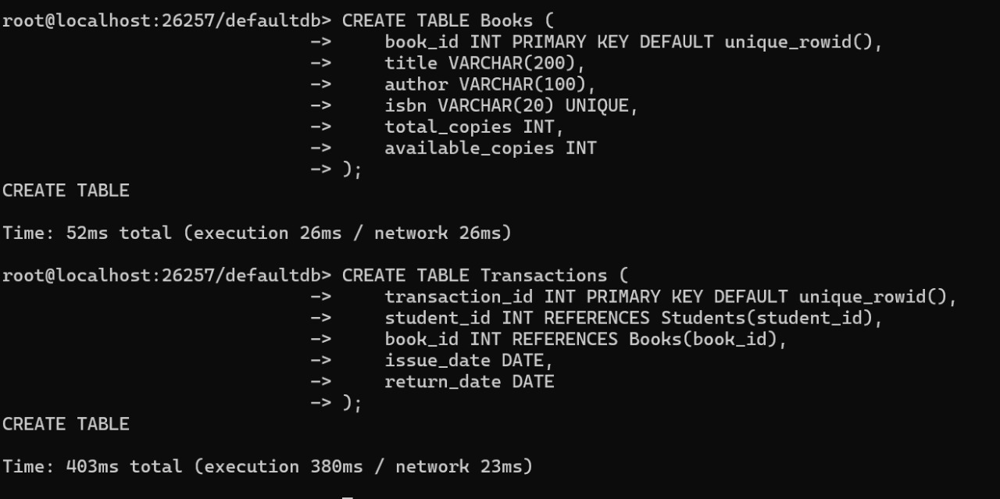 root@localhost:26257/defaultdb> CREATE TABLE Books (
                             ->     book_id INT PRIMARY KEY DEFAULT unique_rowid(),
                             ->     title VARCHAR(200),
                             ->     author VARCHAR(100),
                             ->     isbn VARCHAR(20) UNIQUE,
                             ->     total_copies INT,
                             ->     available_copies INT
                             -> );
CREATE TABLE

Time: 52ms total (execution 26ms / network 26ms)

root@localhost:26257/defaultdb> CREATE TABLE Transactions (
                             ->     transaction_id INT PRIMARY KEY DEFAULT unique_rowid(),
                             ->     student_id INT REFERENCES Students(student_id),
                             ->     book_id INT REFERENCES Books(book_id),
                             ->     issue_date DATE,
                             ->     return_date DATE
                             -> );
CREATE TABLE

Time: 403ms total (execution 380ms / network 23ms)